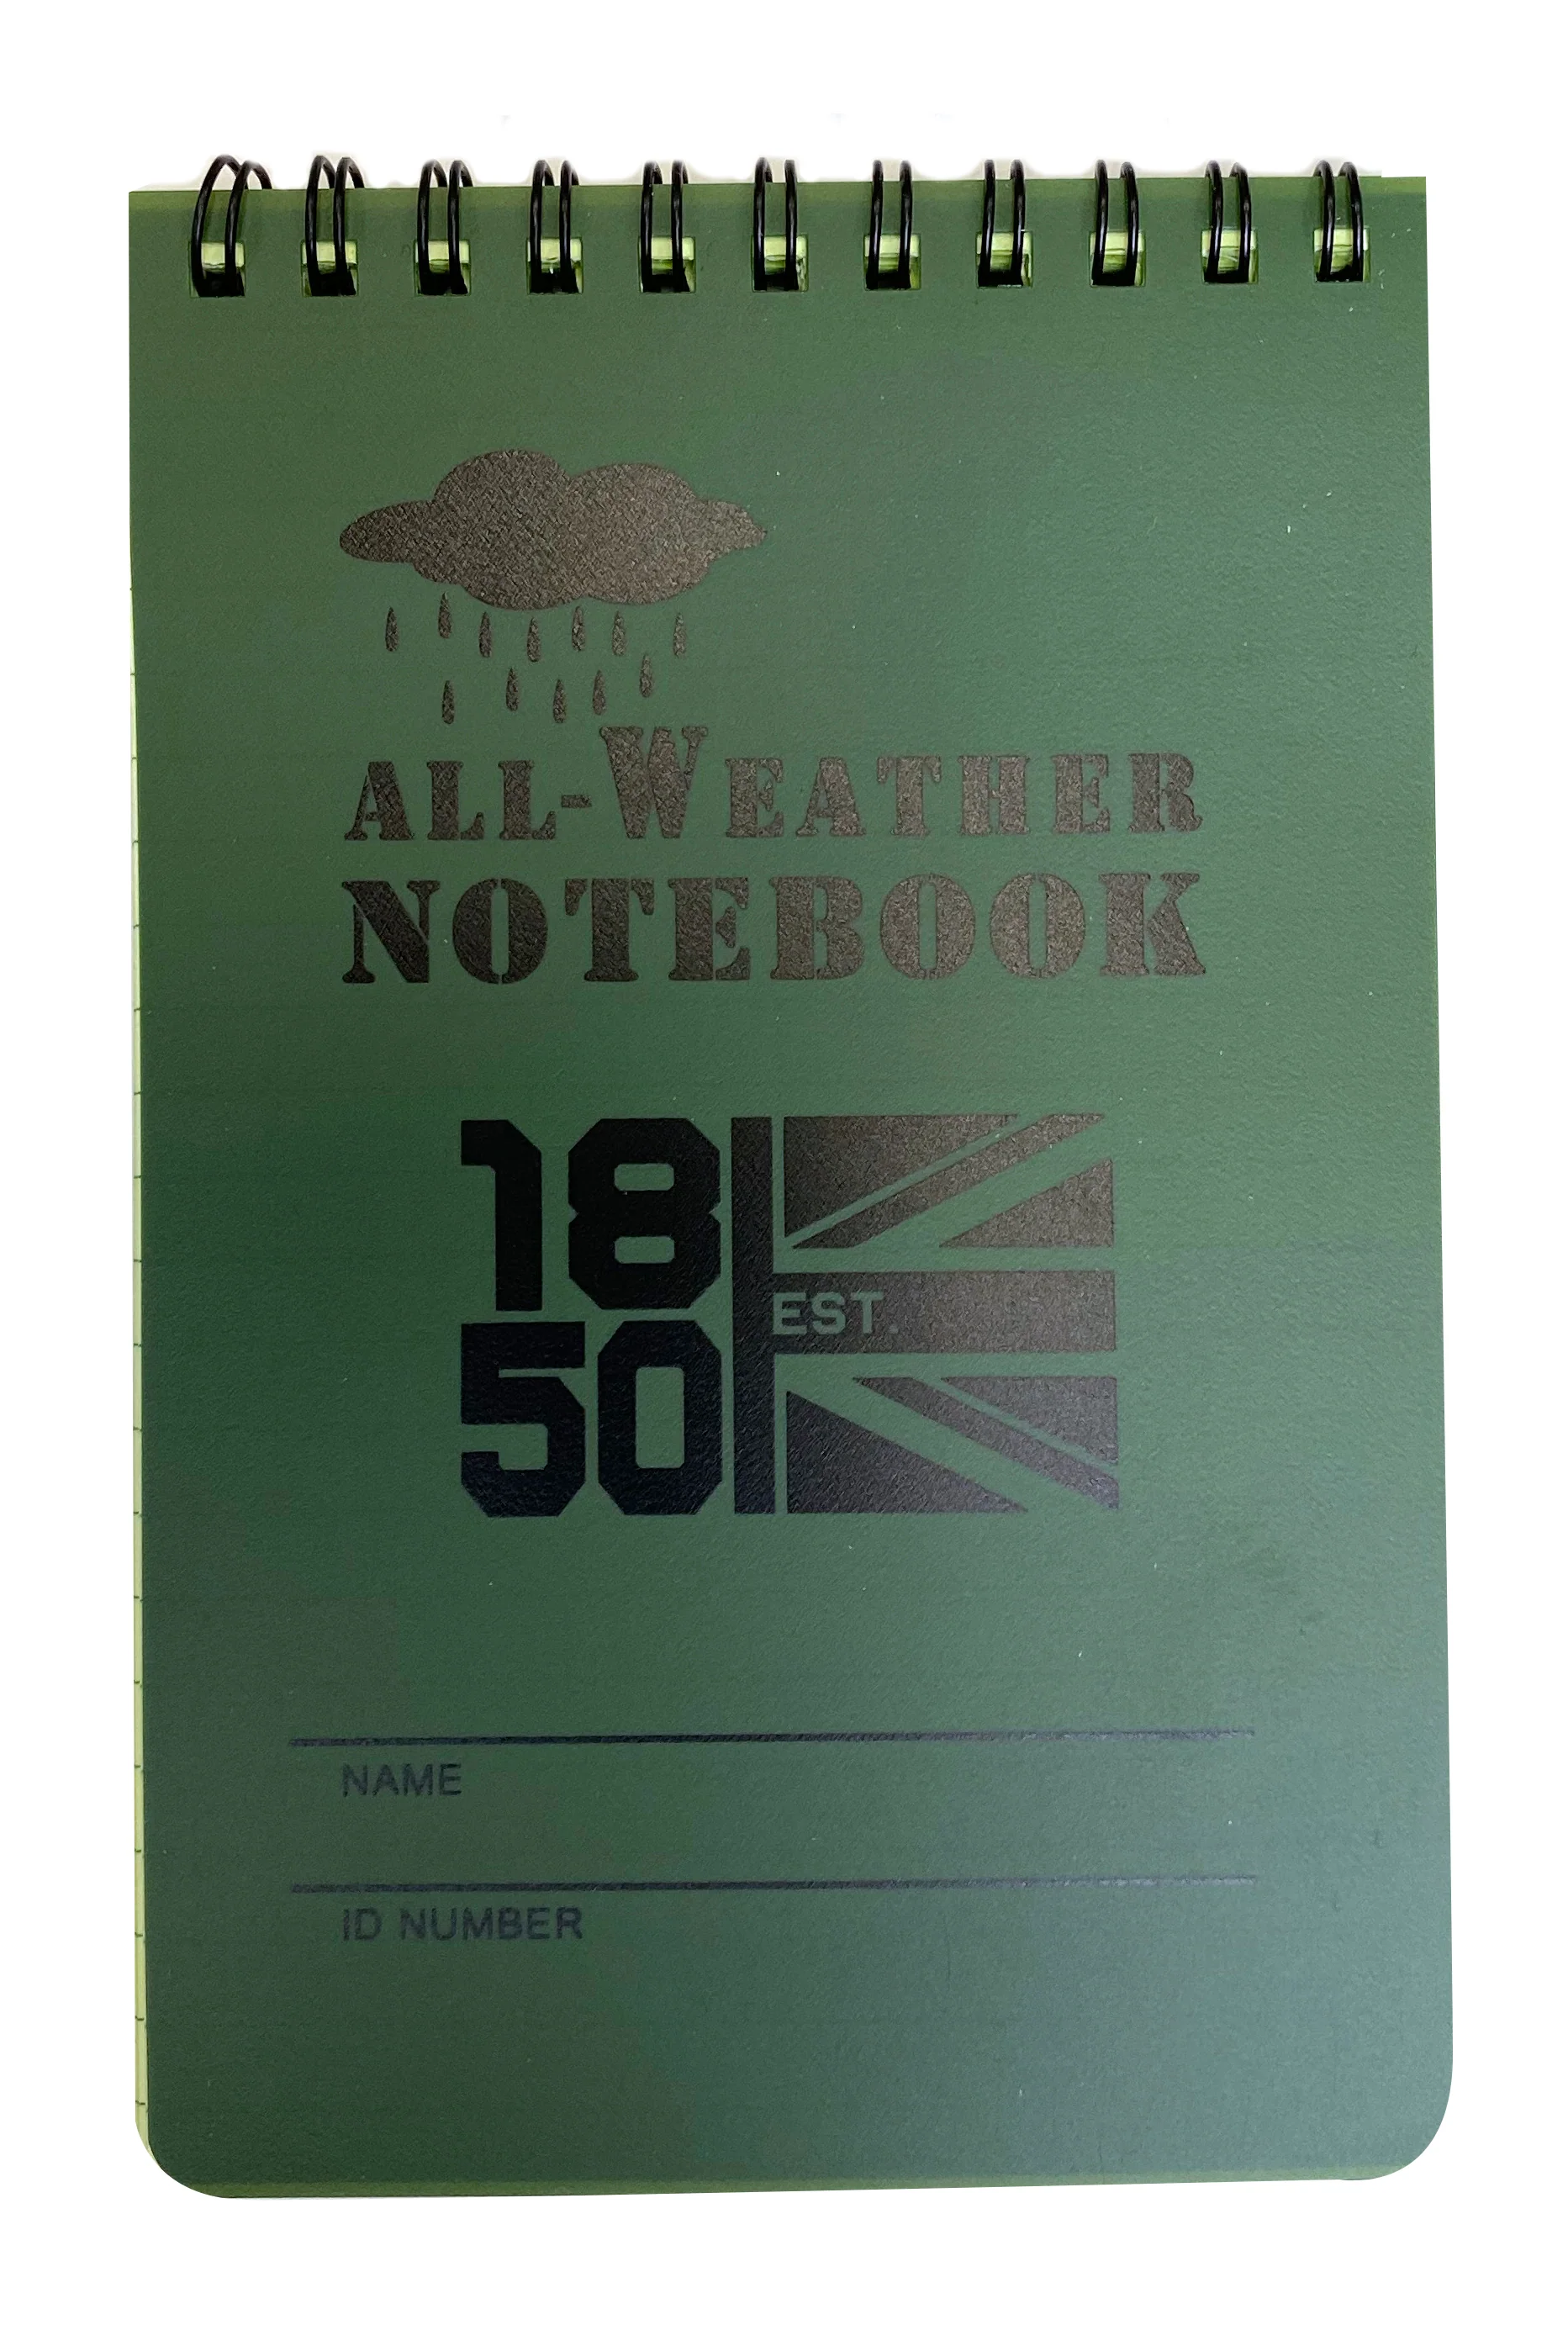 ALL-WEATHER
NOTEBOOK
18
50
EST.
NAME
ID NUMBER